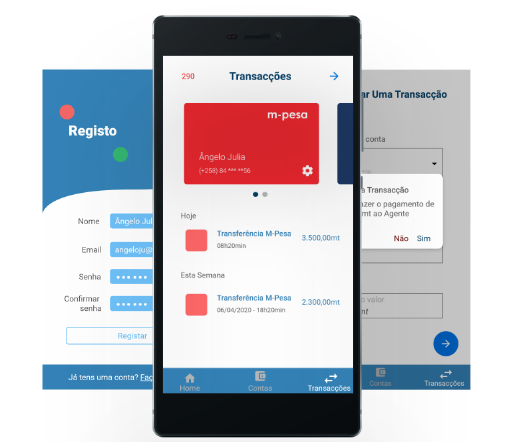 Registo
Nome
Ângelo Jul
Email
angeloju@
Senha
Confirmar
senha
Registar
Já tens uma conta? Faç
290
Transacções
m-pesa
Ângelo Julia
(+258) 84 *** **56
Hoje
Transferência M-Pesa
3.500,00mt
08h20min
Esta Semana
Transferência M-Pesa
2.300,00mt
06/04/2020 - 18h20min
Home
Contas
Transacções
ar Uma Transacção
conta
Transacção
azer o pagamento de
mt ao Agente
Não Sim
valor
nt
Contas
Transacções